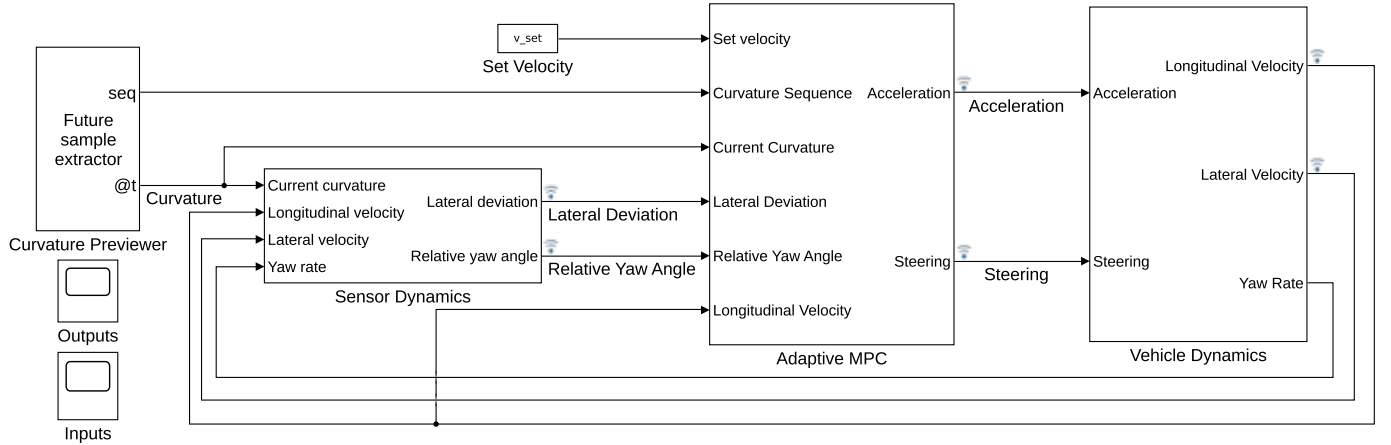 v_set
Set Velocity
seq
Future
sample
extractor
@t
Curvature Previewer
Curvature
Outputs
Inputs
Current curvature
Longitudinal velocity
Lateral velocity
Yaw rate
Lateral deviation
Relative yaw angle
Sensor Dynamics
Lateral Deviation
Relative Yaw Angle
Set velocity
Curvature Sequence
Current Curvature
Lateral Deviation
Relative Yaw Angle
Longitudinal Velocity
Acceleration
Steering
Adaptive MPC
Acceleration
Steering
Acceleration
Steering
Longitudinal Velocity
Lateral Velocity
Yaw Rate
Vehicle Dynamics